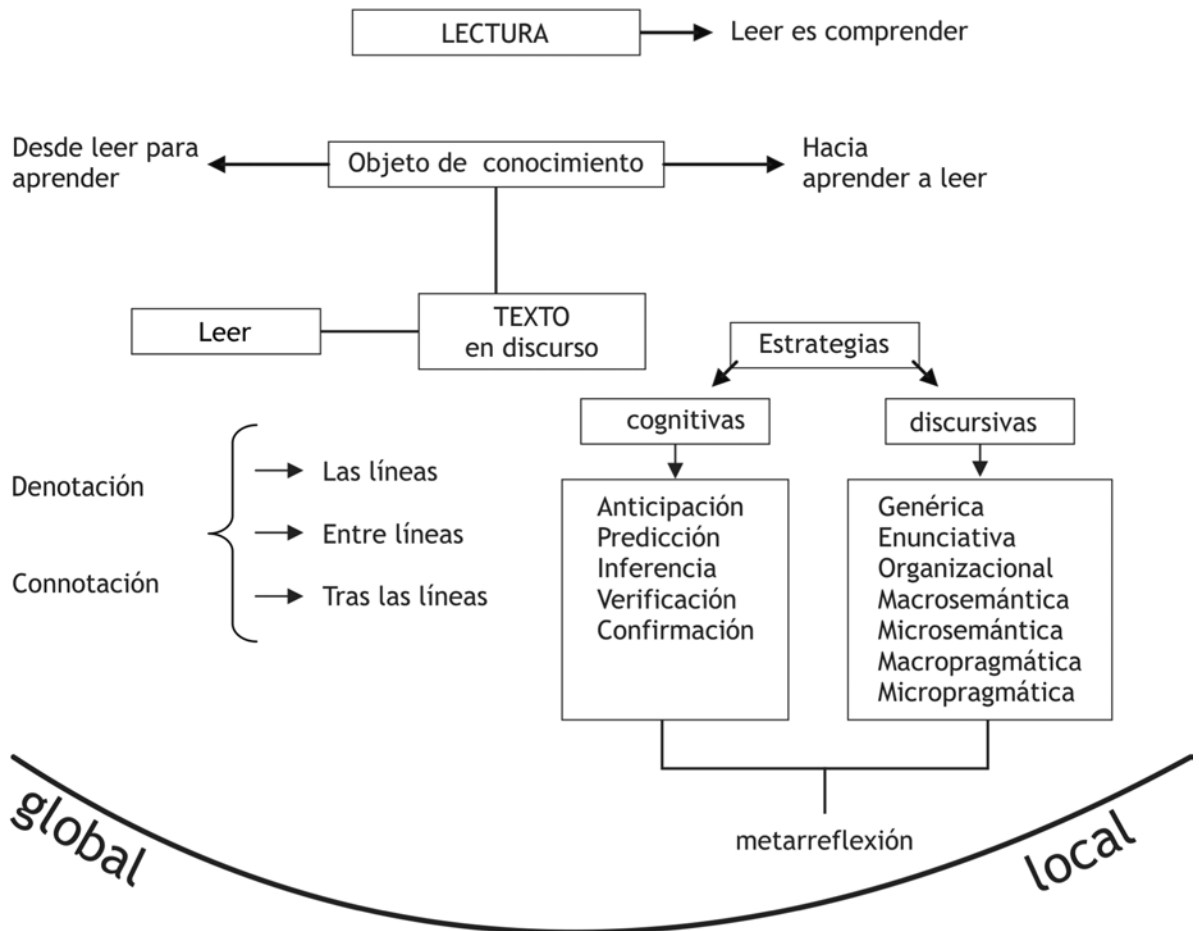 LECTURA
Leer es comprender
Desde leer para
aprender
Objeto de conocimiento
Hacia
aprender a leer
Leer
TEXTO
en discurso
Estrategias
cognitivas
discursivas
Denotación
Connotación
Las líneas
Entre líneas
Tras las líneas
Anticipación
Predicción
Inferencia
Verificación
Confirmación
Genérica
Enunciativa
Organizacional
Macrosemántica
Microsemántica
Macropragmática
Micropragmática
metarreflexión
global
local